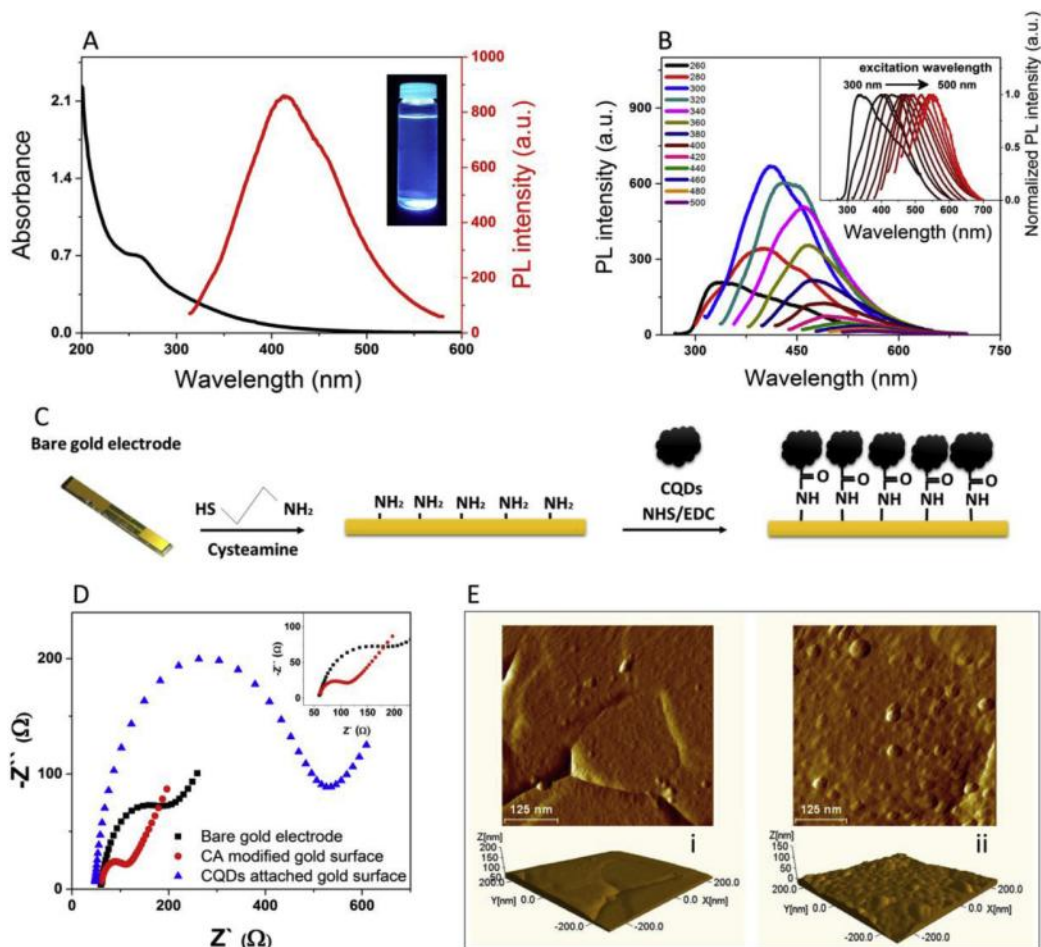 A
Absorbance
2.1
1.4
0.7
0.0
200
300
400
500
600
Wavelength (nm)
1000
800
600
400
200
0
PL intensity (a.u.)
B
PL intensity (a.u.)
900
600
300
0
260
280
300
320
340
360
380
400
420
440
460
480
500
300
450
600
750
Wavelength (nm)
excitation wavelength
300 nm
500 nm
1.0
0.5
0.0
300
400
500
600
700
Wavelength (nm)
Normalized PL intensity (a.u.)
C
Bare gold electrode
HS
NH₂
Cysteamine
NH₂ NH₂ NH₂ NH₂ NH₂
CQDs
NHS/EDC
O O O O O
NH NH NH NH NH
D
-Z`` (Ω)
200
100
0
0
200
400
600
Z` (Ω)
Bare gold electrode
CA modified gold surface
CQDs attached gold surface
-Z`` (Ω)
100
50
0
50
100
150
200
Z` (Ω)
E
125 nm
i
Z[nm]
200
150
100
50
200.0
0.0
-200.0
Y[nm]
200.0
0.0
-200.0
X[nm]
125 nm
ii
Z[nm]
150
100
50
0
200.0
0.0
-200.0
Y[nm]
200.0
0.0
-200.0
X[nm]